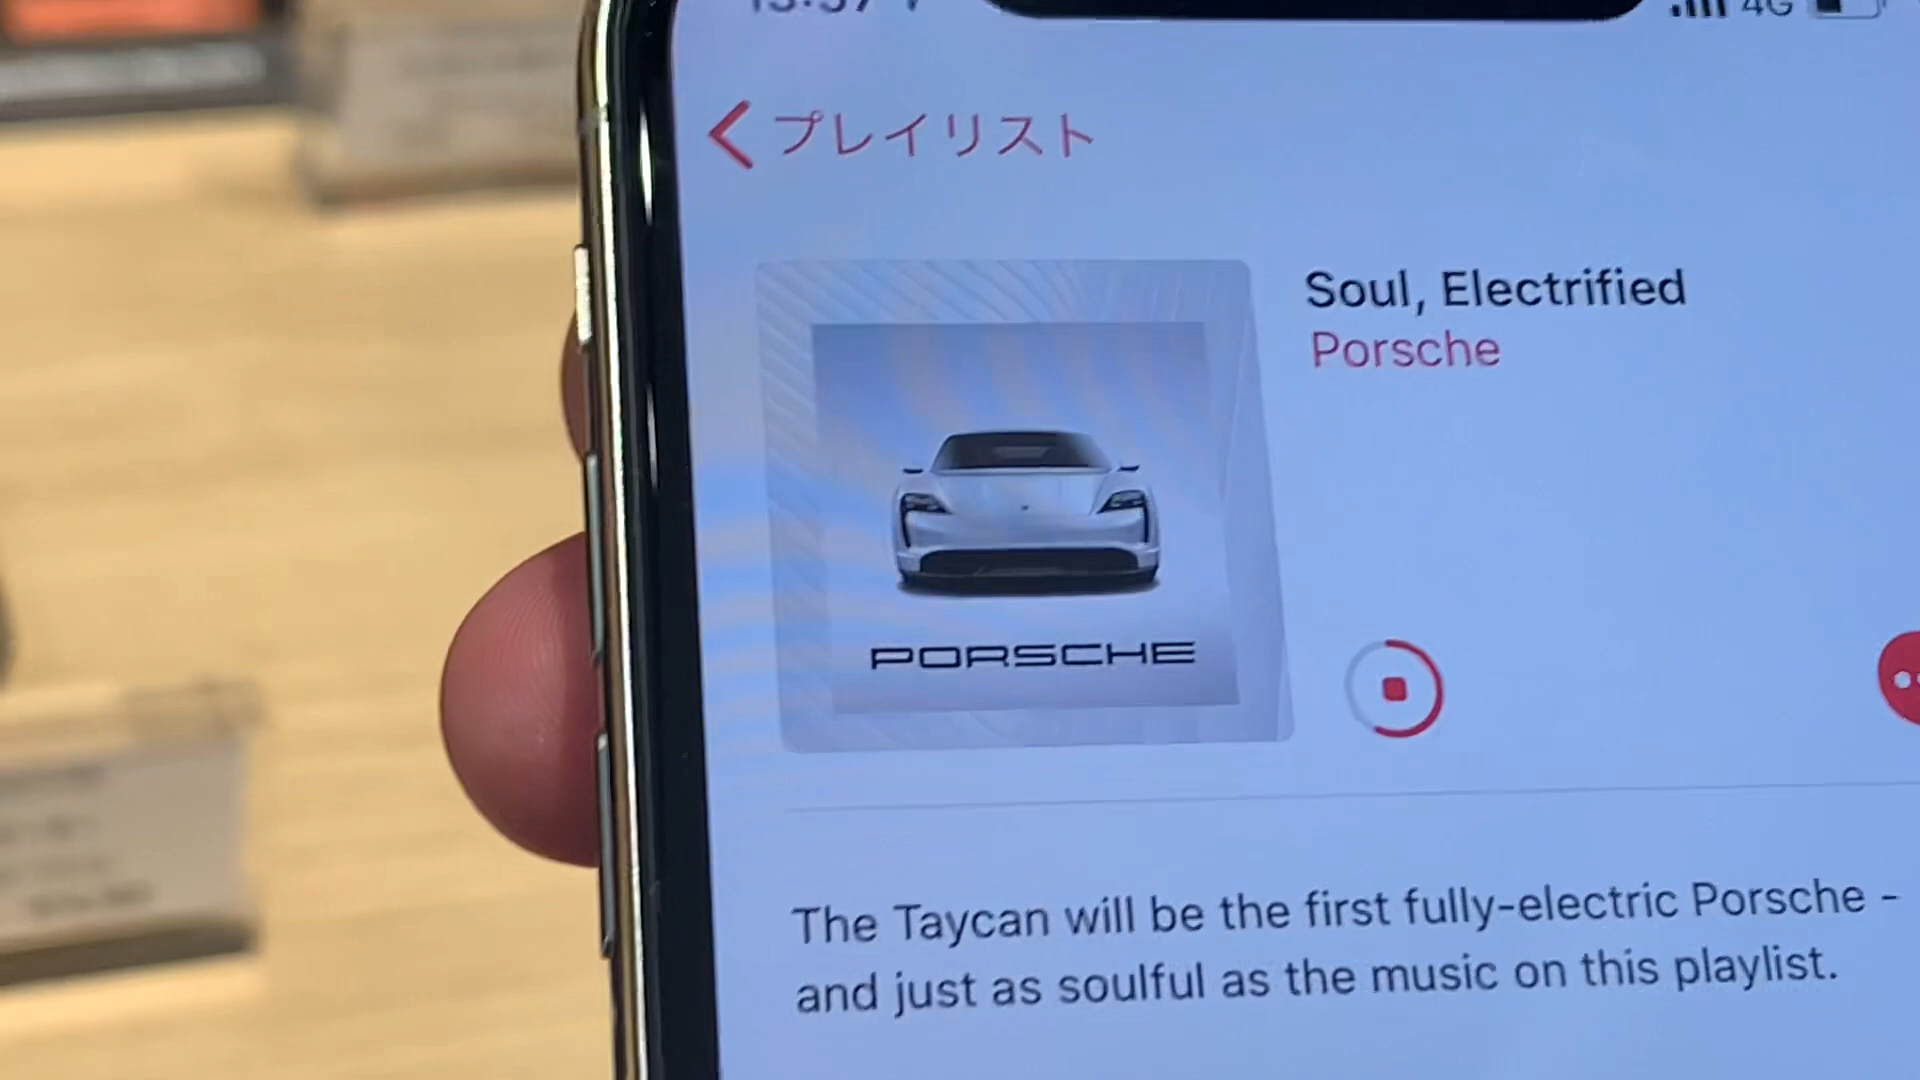 4G
プレイリスト
Soul, Electrified
Porsche
PORSCHE
The Taycan will be the first fully-electric Porsche -
and just as soulful as the music on this playlist.